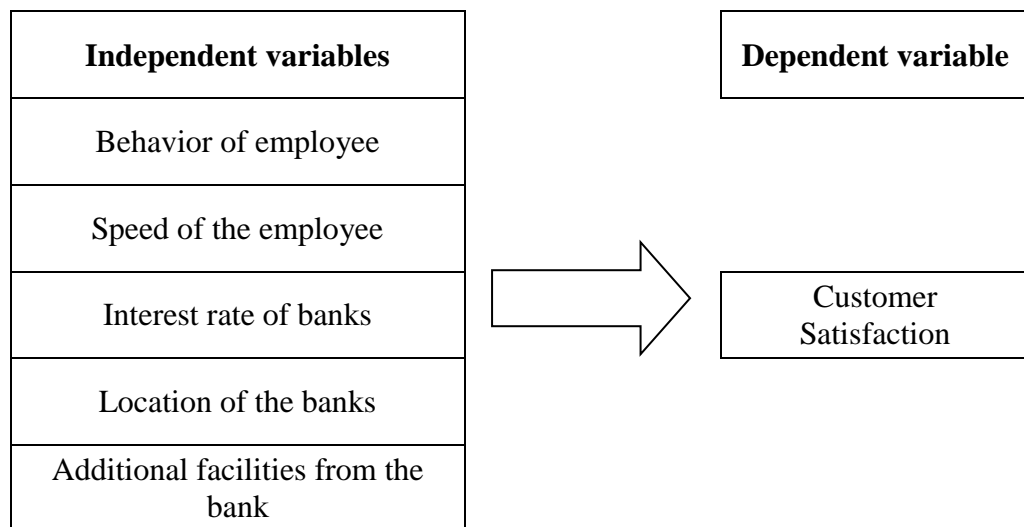 Independent variables
Behavior of employee
Speed of the employee
Interest rate of banks
Location of the banks
Additional facilities from the
bank
Dependent variable
Customer
Satisfaction